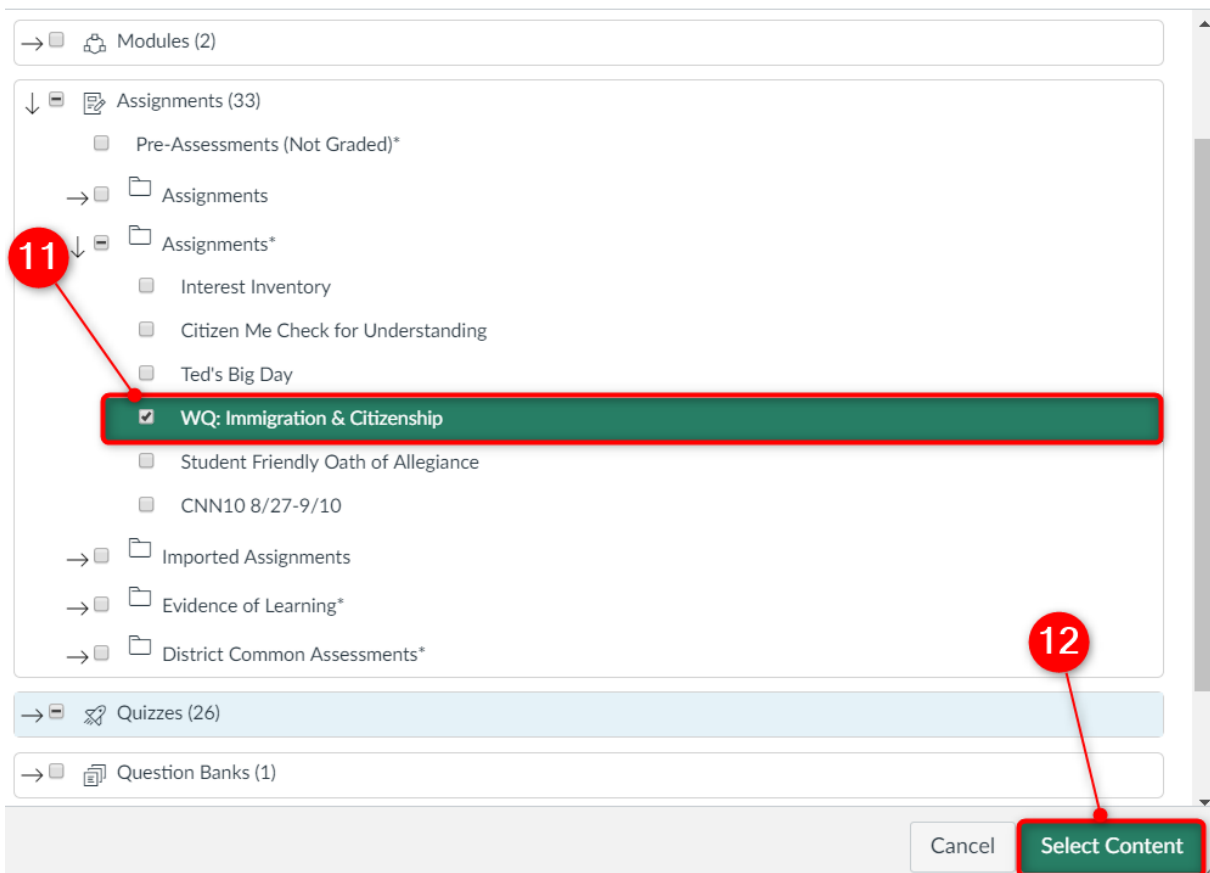 Modules (2)
Assignments (33)
Pre-Assessments (Not Graded)*
Assignments
Assignments*
11
Interest Inventory
Citizen Me Check for Understanding
Ted's Big Day
WQ: Immigration & Citizenship
Student Friendly Oath of Allegiance
CNN10 8/27-9/10
Imported Assignments
Evidence of Learning*
District Common Assessments*
12
Quizzes (26)
Question Banks (1)
Cancel Select Content